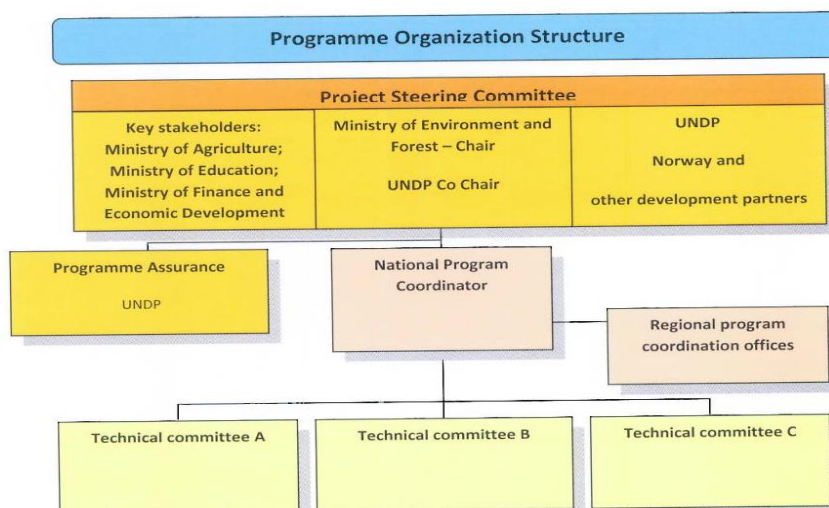 Programme Organization Structure
Project Steering Committee
Key stakeholders:
Ministry of Agriculture;
Ministry of Education;
Ministry of Finance and
Economic Development
Ministry of Environment and
Forest – Chair
UNDP Co Chair
UNDP
Norway and
other development partners
Programme Assurance
UNDP
National Program
Coordinator
Regional program
coordination offices
Technical committee A
Technical committee B
Technical committee C